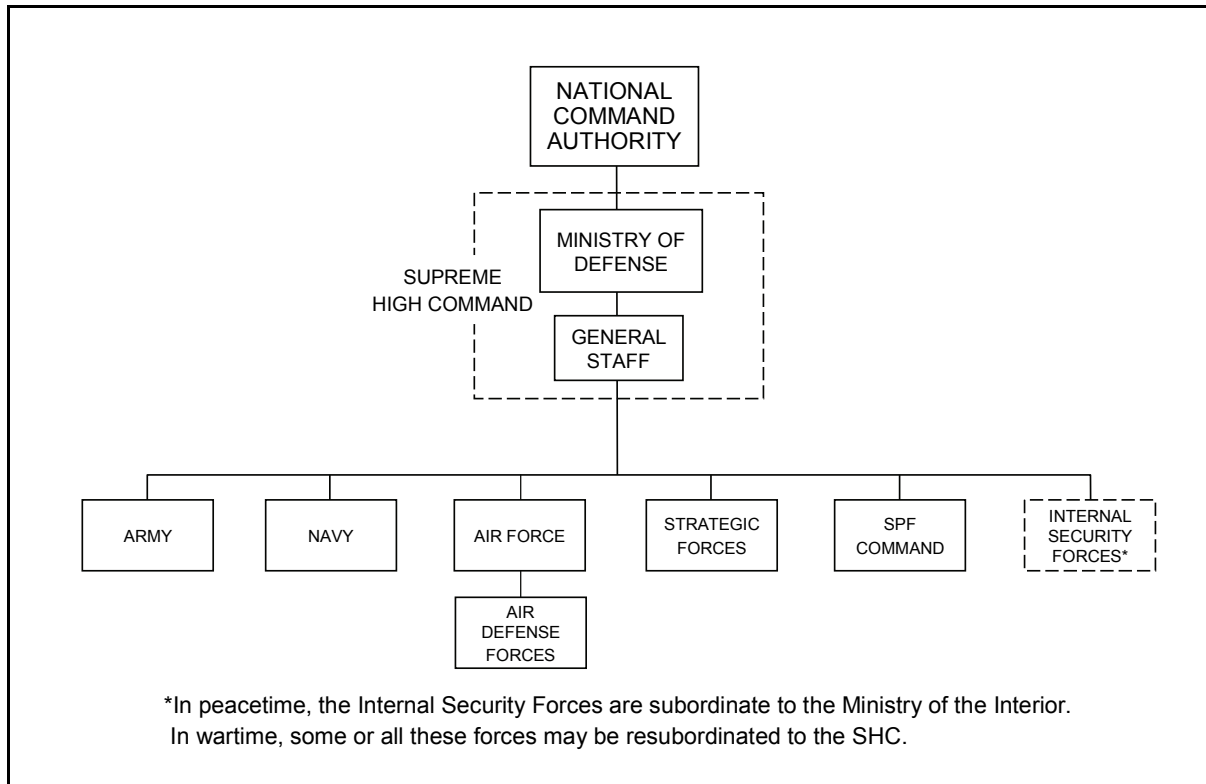 NATIONAL
COMMAND
AUTHORITY
MINISTRY OF
DEFENSE
SUPREME
HIGH COMMAND
GENERAL
STAFF
ARMY
NAVY
AIR FORCE
STRATEGIC
FORCES
SPF
COMMAND
INTERNAL
SECURITY
FORCES*
AIR
DEFENSE
FORCES
*In peacetime, the Internal Security Forces are subordinate to the Ministry of the Interior.
In wartime, some or all these forces may be resubordinated to the SHC.